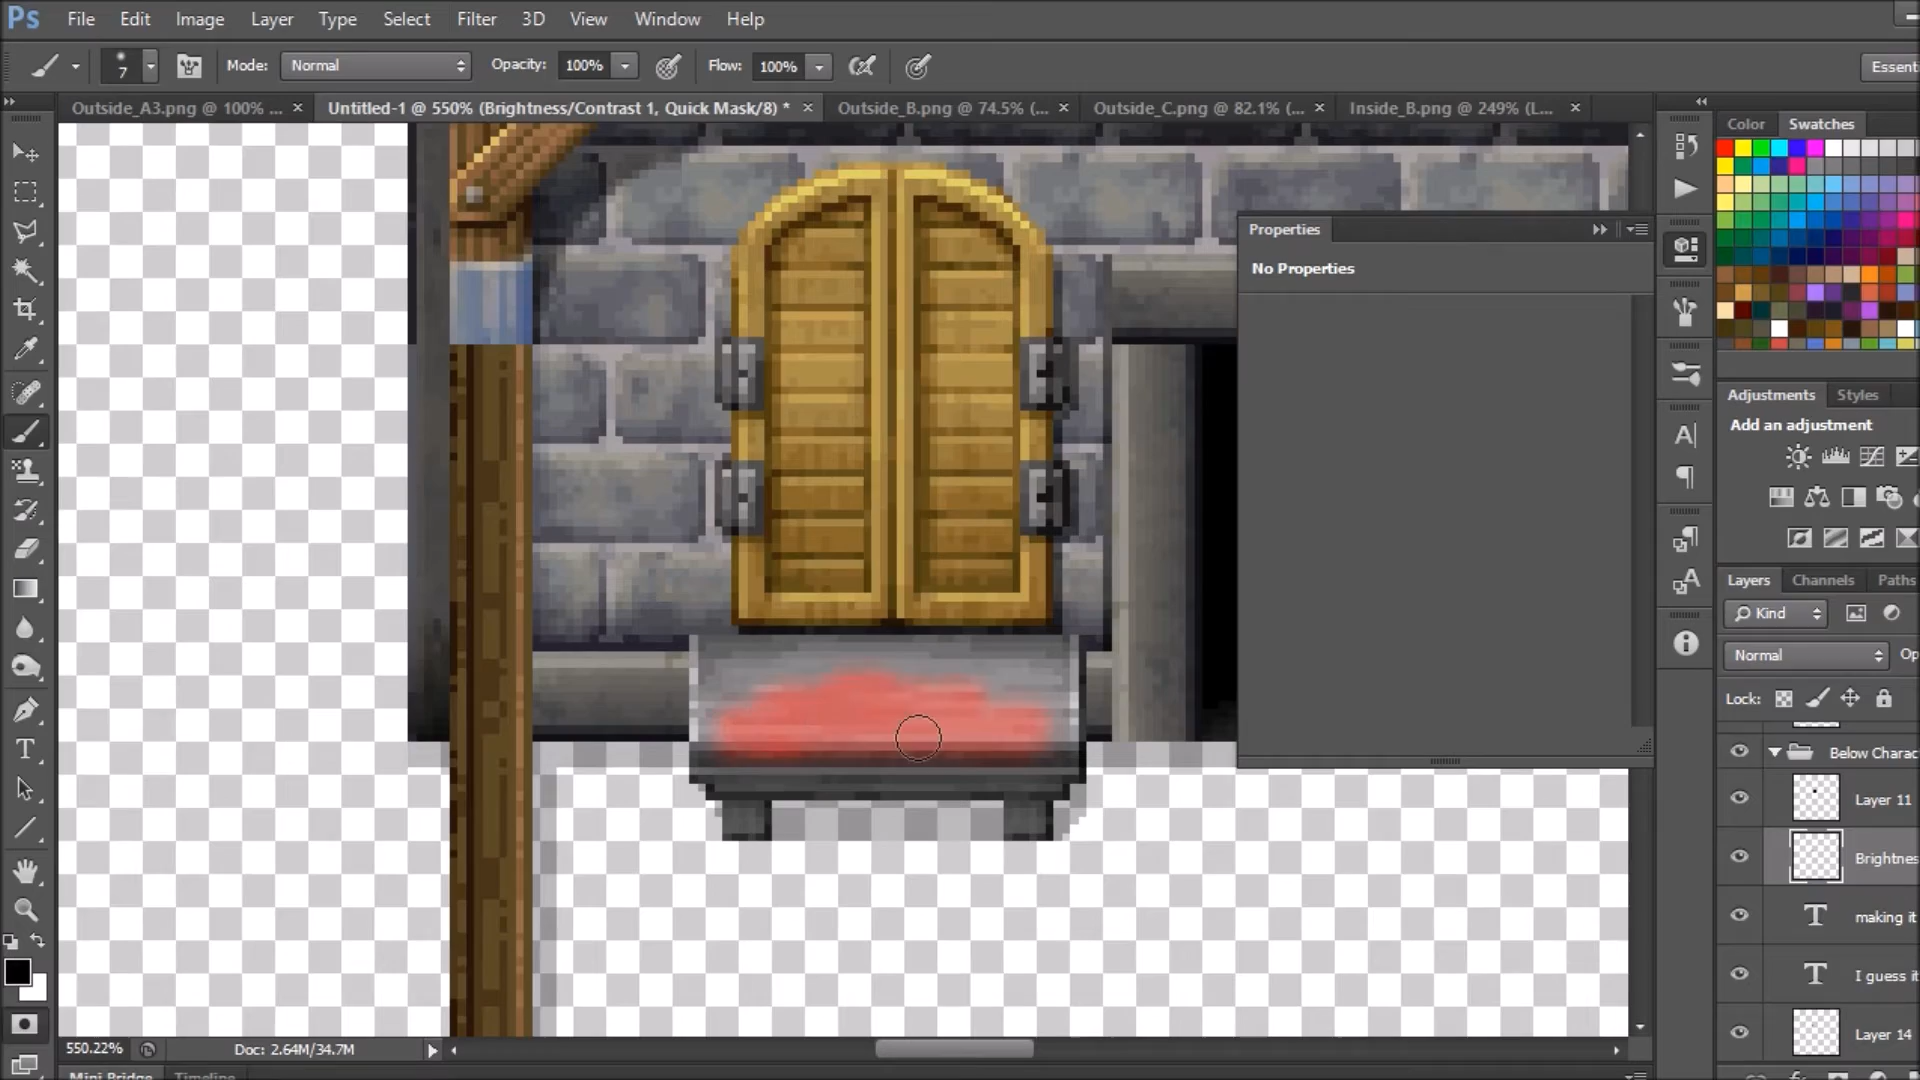 Ps File Edit Image Layer Type Select Filter 3D View Window Help
7 Mode: Normal Opacity: 100% Flow: 100% Essent
Outside_A3.png @ 100% ... × Untitled-1 @ 550% (Brightness/Contrast 1, Quick Mask/8) * × Outside_B.png @ 74.5% (... × Outside_C.png @ 82.1% (... × Inside_B.png @ 249% (L... ×
Color Swatches
Properties
No Properties
Adjustments Styles
Add an adjustment
Layers Channels Paths
Kind
Normal Op
Lock:
Below Charac
Layer 11
Brightnes
making it
I guess it
Layer 14
550.22% Doc: 2.64M/34.7M
Mini Bridge Timeline